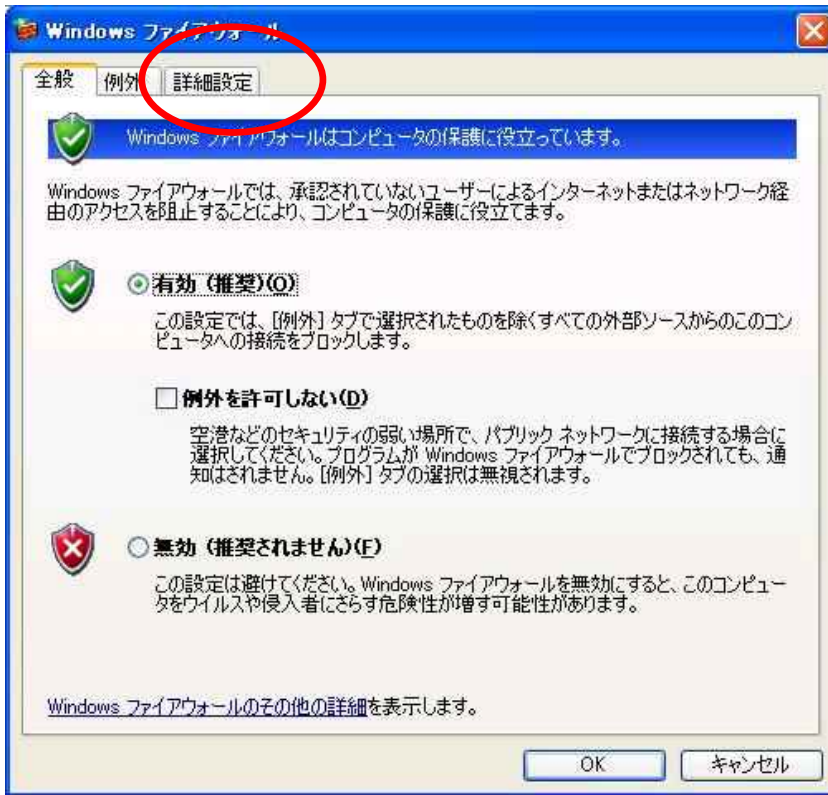 Windows ファイアウォール
全般
例外
詳細設定
Windows ファイアウォールはコンピュータの保護に役立っています。
Windows ファイアウォールでは、承認されていないユーザーによるインターネットまたはネットワーク経
由のアクセスを阻止することにより、コンピュータの保護に役立てます。
有効 (推奨)(O)
この設定では、[例外] タブで選択されたものを除くすべての外部ソースからのこのコン
ピュータへの接続をブロックします。
例外を許可しない(D)
空港などのセキュリティの弱い場所で、パブリック ネットワークに接続する場合に
選択してください。プログラムが Windows ファイアウォールでブロックされても、通
知はされません。[例外] タブの選択は無視されます。
無効 (推奨されません)(F)
この設定は避けてください。Windows ファイアウォールを無効にすると、このコンピュー
タをウイルスや侵入者にさらす危険性が増す可能性があります。
Windows ファイアウォールのその他の詳細を表示します。
OK
キャンセル